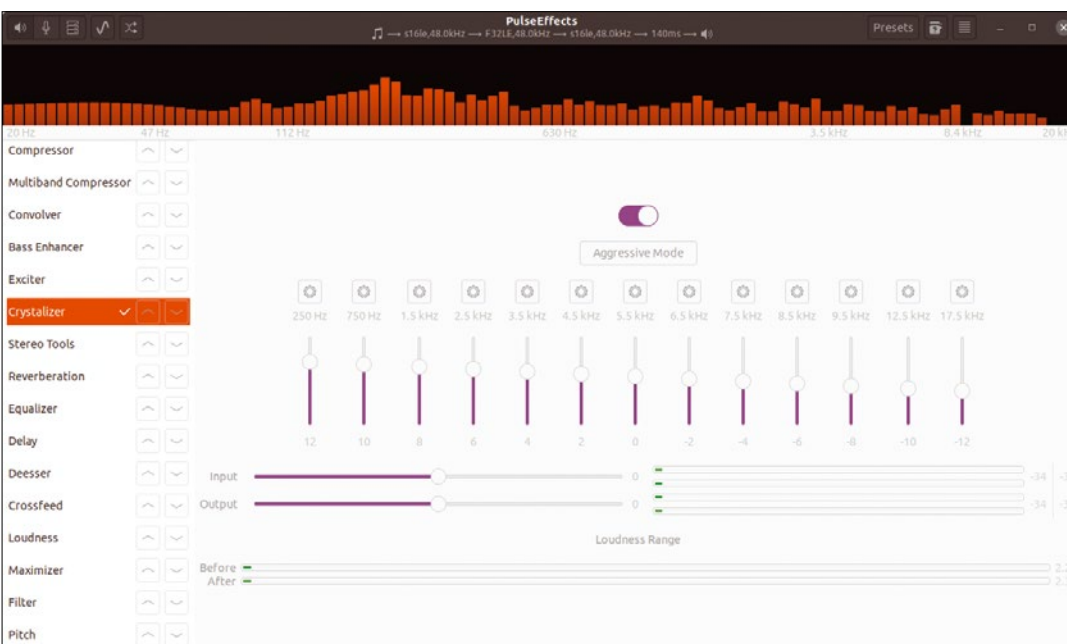 PulseEffects
s16le,48.0kHz → F32LE,48.0kHz → s16le,48.0kHz → 140ms →
Presets
20 Hz 47 Hz 112 Hz 630 Hz 3.5 kHz 8.4 kHz
Compressor
Multiband Compressor
Convolver
Bass Enhancer
Aggressive Mode
Exciter
Crystalizer
250 Hz 750 Hz 1.5 kHz 2.5 kHz 3.5 kHz 4.5 kHz 5.5 kHz 6.5 kHz 7.5 kHz 8.5 kHz 9.5 kHz 12.5 kHz 17.5 kHz
Stereo Tools
Reverberation
Equalizer
Delay
12 10 8 6 4 2 0 -2 -4 -6 -8 -10 -12
Deesser
Input 0 -34
Crossfeed
Output 0 -34
Loudness
Loudness Range
Maximizer
Before
After
Filter
Pitch